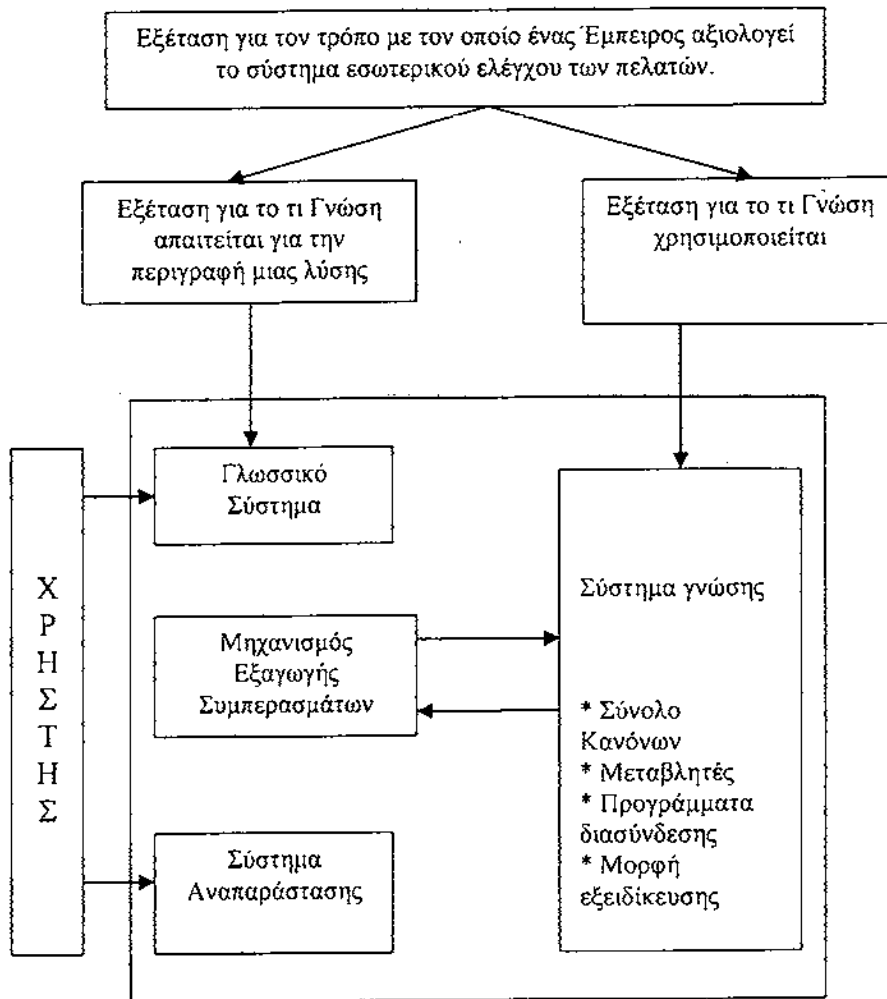 Εξέταση για τον τρόπο με τον οποίο ένας Έμπειρος αξιολογεί
το σύστημα εσωτερικού ελέγχου των πελατών.
Εξέταση για το τι Γνώση
απαιτείται για την
περιγραφή μιας λύσης
Εξέταση για το τι Γνώση
χρησιμοποιείται
Γλωσσικό
Σύστημα
Χ
Ρ
Η
Σ
Τ
Η
Σ
Μηχανισμός
Εξαγωγής
Συμπερασμάτων
Σύστημα
Αναπαράστασης
Σύστημα γνώσης
* Σύνολο
Κανόνων
* Μεταβλητές
* Προγράμματα
διασύνδεσης
* Μορφή
εξειδίκευσης